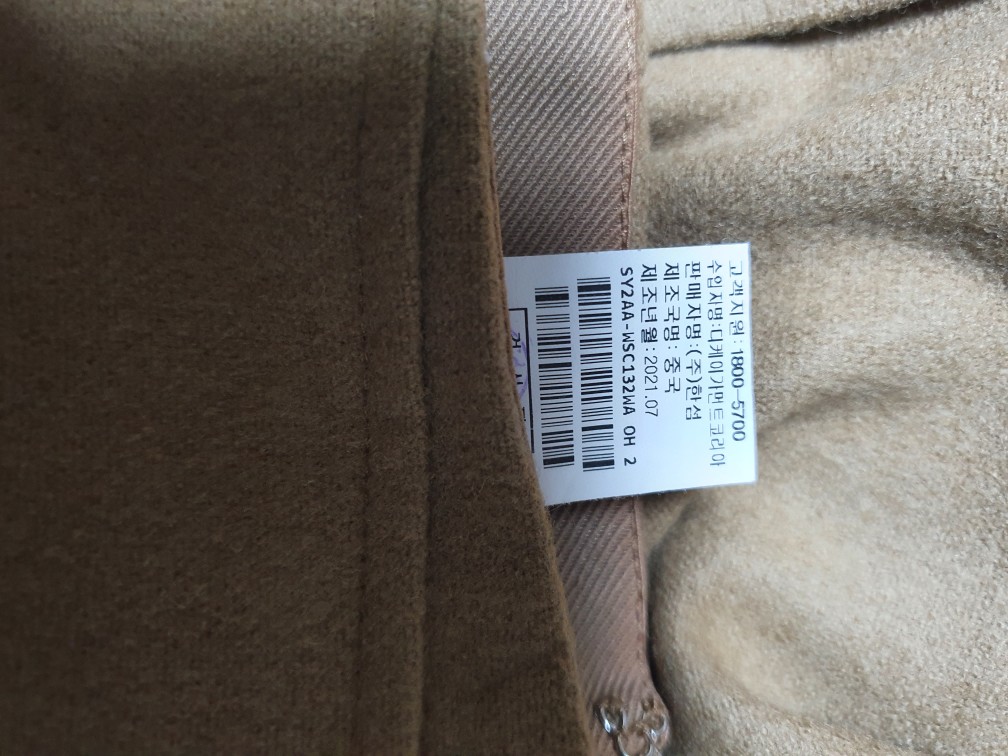 고객지원:1800-5700
수입자명:디케이가먼트코리아
판매자명:(주)한섬
제조국명:중국
제조년월:2021.07
SY2AA-WSC132WA OH 2